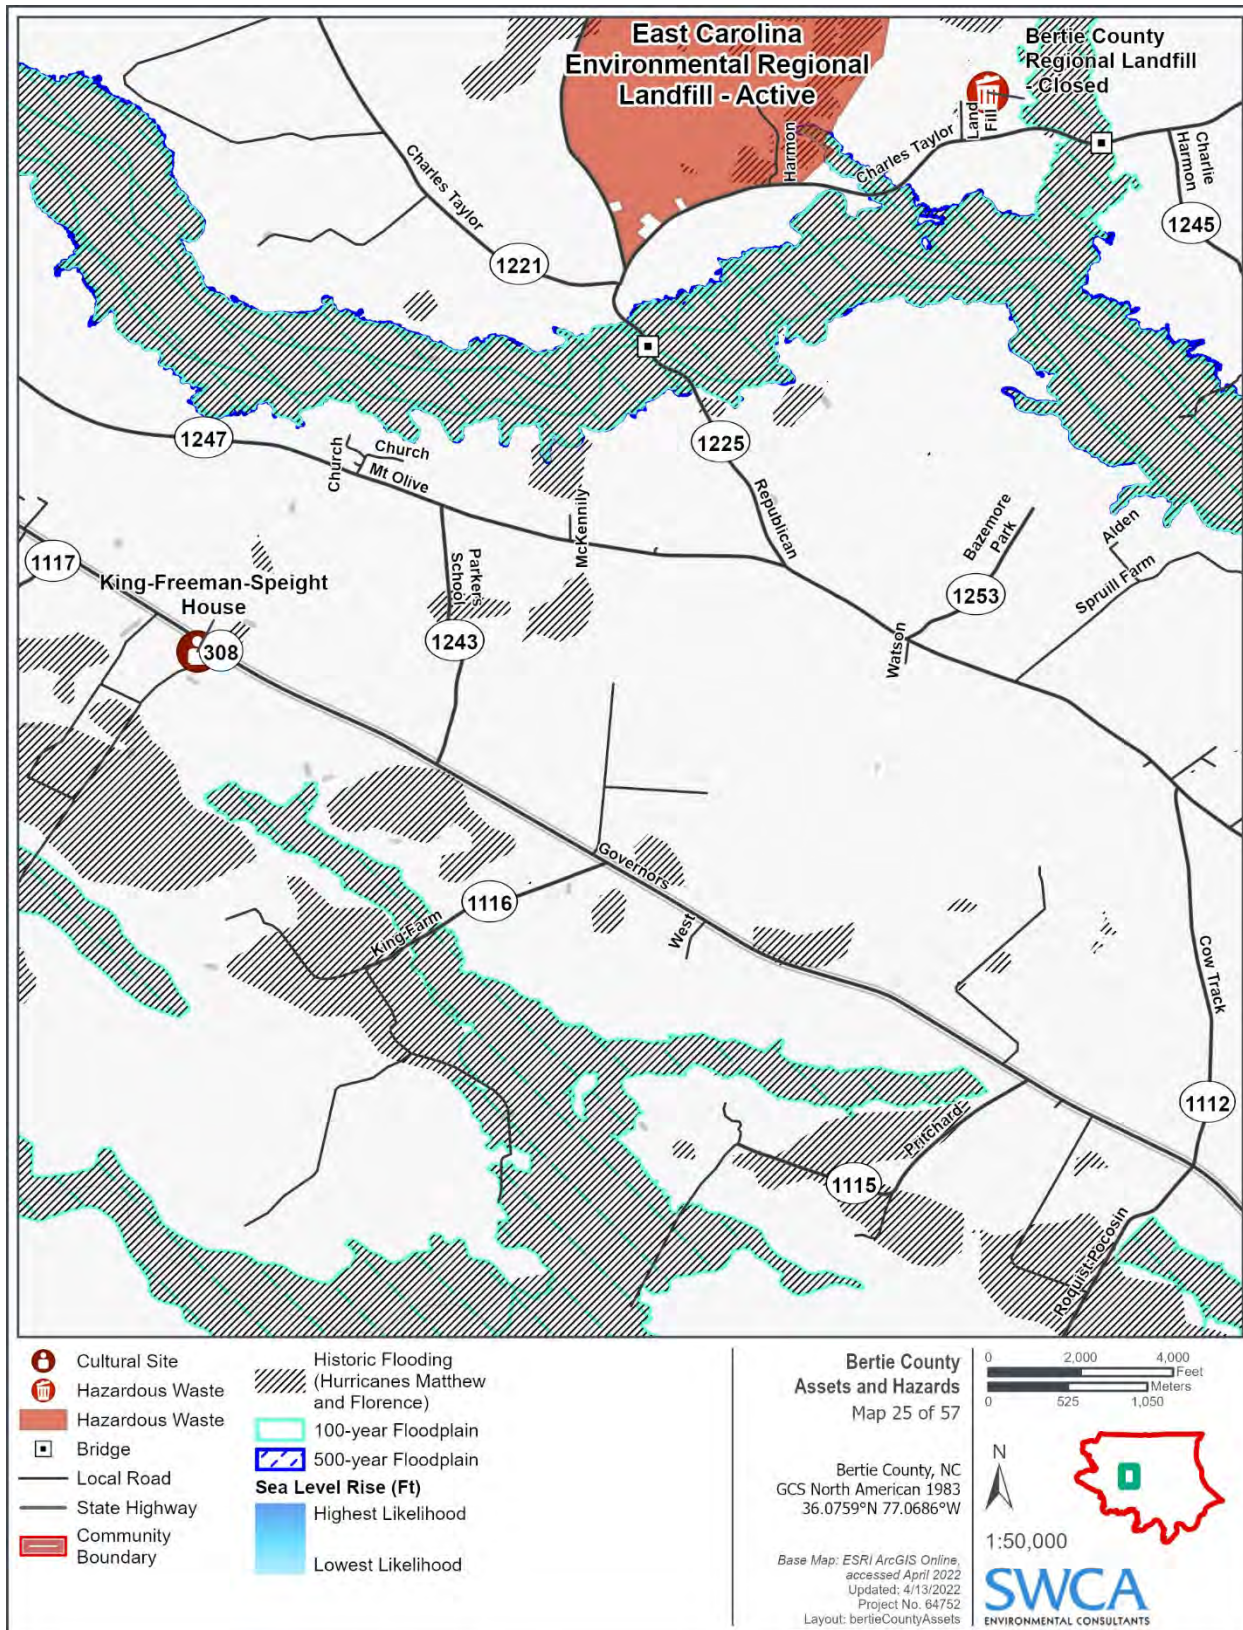 East Carolina
Environmental Regional
Landfill - Active
Bertie County
Regional Landfill
- Closed
Land
Fill
Harmon
Charles Taylor
Charlie
Harmon
Charles Taylor
1245
1221
1247
1225
Church
Church
Mt Olive
McKennily
Republican
Bazemore
Park
Alden
1117
King-Freeman-Speight
House
Parkers
School
1253
Spruill Farm
308
1243
Watson
Governors
1116
King Farm
West
Cow Track
1112
Pritchard
1115
Roquist-Pocosin
Cultural Site
Hazardous Waste
Hazardous Waste
Bridge
Local Road
State Highway
Community
Boundary
Historic Flooding
(Hurricanes Matthew
and Florence)
100-year Floodplain
500-year Floodplain
Sea Level Rise (Ft)
Highest Likelihood
Lowest Likelihood
Bertie County
Assets and Hazards
Map 25 of 57
Bertie County, NC
GCS North American 1983
36.0759°N 77.0686°W
Base Map: ESRI ArcGIS Online,
accessed April 2022
Updated: 4/13/2022
Project No. 64752
Layout: bertieCountyAssets
0 2,000 4,000
Feet
Meters
0 525 1,050
N
1:50,000
SWCA
ENVIRONMENTAL CONSULTANTS